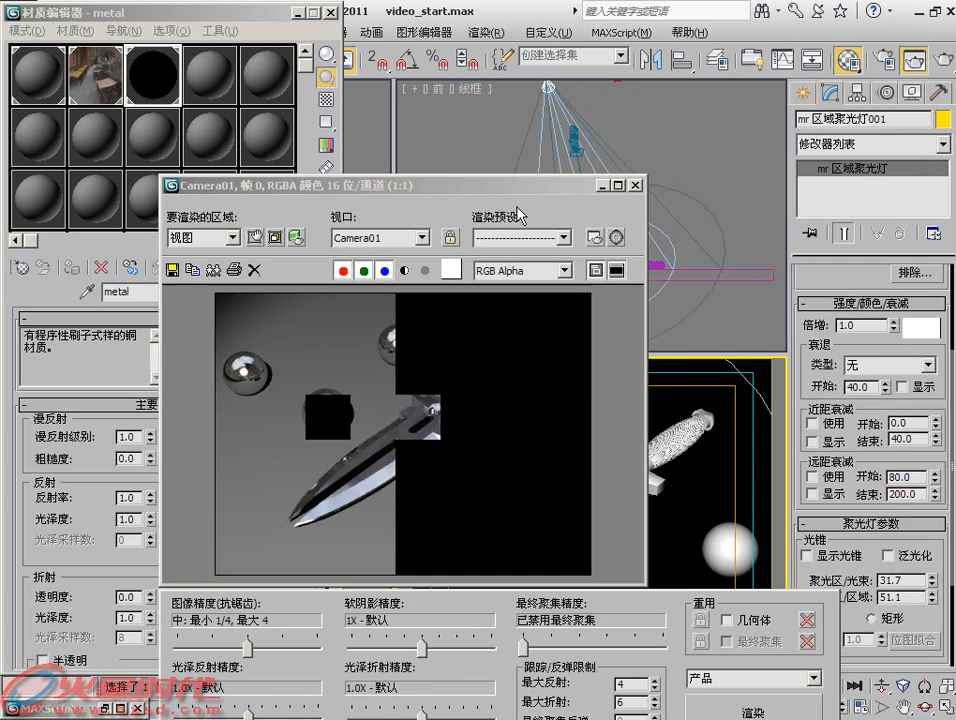 材质编辑器 - metal
2011 video_start.max
键入关键字或短语
模式(D) 材质(M) 导航(N) 选项(O) 工具(U)
动画 图形编辑器 渲染(R) 自定义(U) MAXScript(M) 帮助(H)
创建选择集
[ + [] 前 [] 线框 ]
mr 区域聚光灯001
修改器列表
mr 区域聚光灯
Camera01, 帧 0, RGBA 颜色 16 位/通道 (1:1)
要渲染的区域: 视口: 渲染预设:
视图 Camera01
RGB Alpha
排除...
metal
有程序性刷子式样的铜
材质。
主要
漫反射
漫反射级别: 1.0
粗糙度: 0.0
反射
反射率: 1.0
光泽度: 1.0
光泽采样数: 0
折射
透明度: 0.0
光泽度: 1.0
光泽采样数: 8
半透明
强度/颜色/衰减
倍增: 1.0
衰退
类型: 无
开始: 40.0 显示
近距衰减
使用 开始: 0.0
显示 结束: 40.0
远距衰减
使用 开始: 80.0
显示 结束: 200.0
聚光灯参数
光锥
显示光锥 泛光化
聚光区/光束: 31.7
/区域: 51.1
矩形
1.0 位图拟合
图像精度(抗锯齿): 软阴影精度: 最终聚集精度:
中: 最小 1/4, 最大 4 1X - 默认 已禁用最终聚集
光泽反射精度: 光泽折射精度:
1.0X - 默认 1.0X - 默认
跟踪/反弹限制
最大反射: 4
最大折射: 6
重用
几何体
最终聚集
产品
渲染
选择了 1
MAXScript